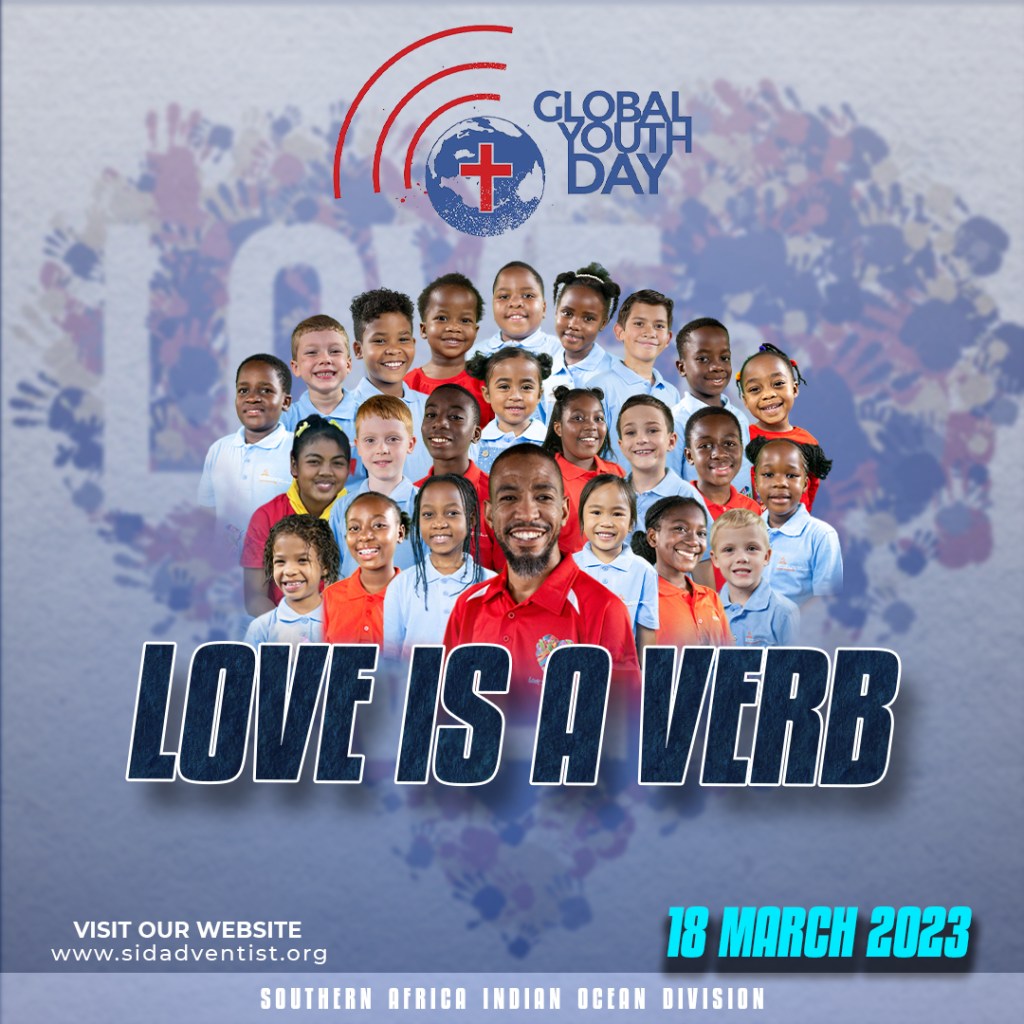 GLOBAL
YOUTH
DAY
LOVE
LOVE IS A VERB
VISIT OUR WEBSITE
www.sidadventist.org
18 MARCH 2023
SOUTHERN AFRICA INDIAN OCEAN DIVISION